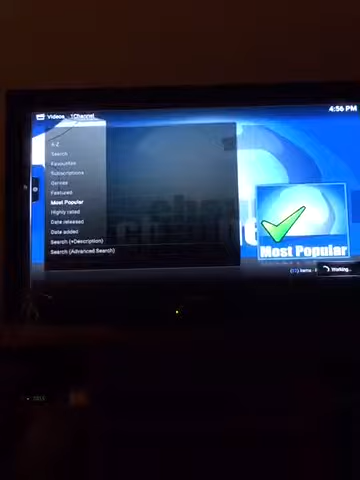 Videos - 1Channel
4:56 PM
A-Z
Search
Favourites
Subscriptions
Genres
Featured
Most Popular
Highly rated
Date released
Date added
Search (+Description)
Search (Advanced Search)
Most Popular
items -
Working...